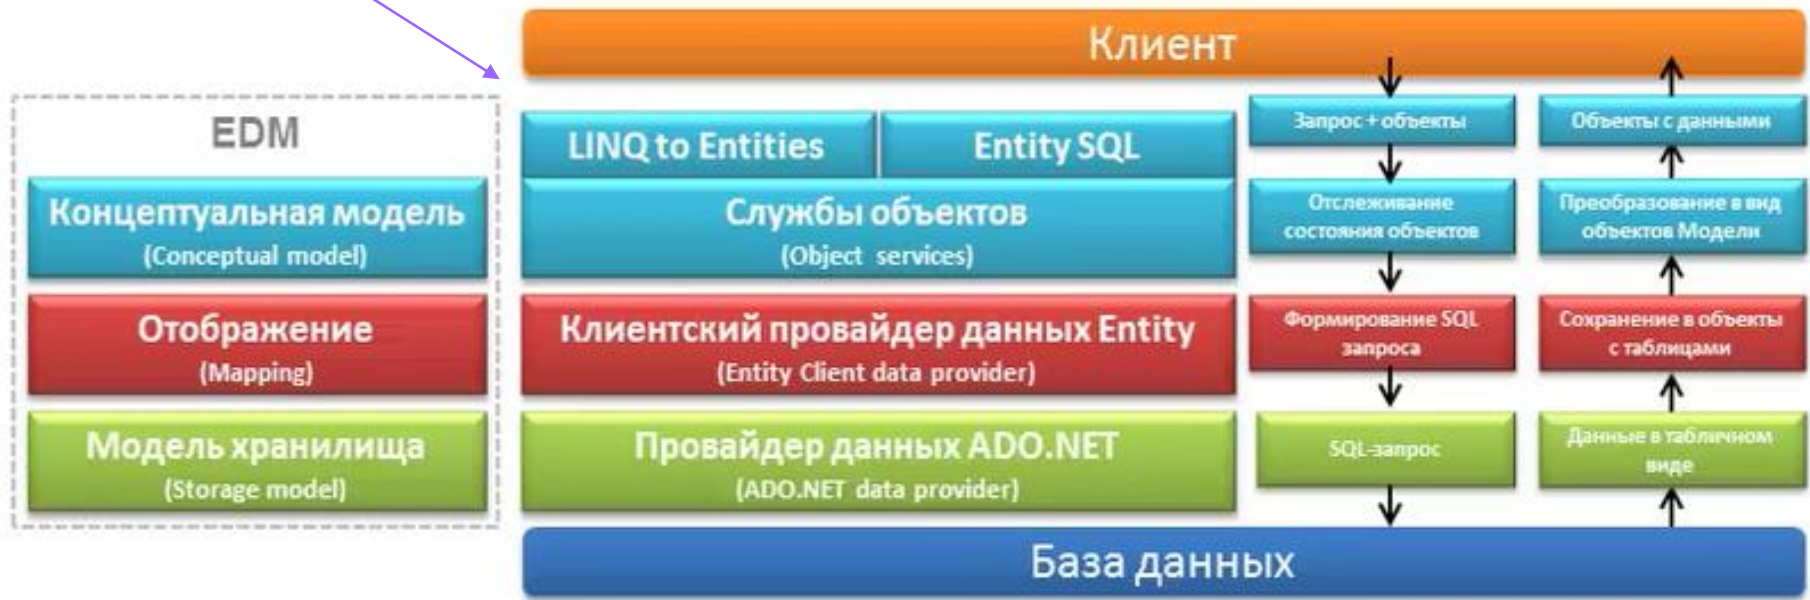 Клиент
EDM
Концептуальная модель
(Conceptual model)
Отображение
(Mapping)
Модель хранилища
(Storage model)
LINQ to Entities
Entity SQL
Службы объектов
(Object services)
Клиентский провайдер данных Entity
(Entity Client data provider)
Провайдер данных ADO.NET
(ADO.NET data provider)
Запрос + объекты
Отслеживание
состояния объектов
Формирование SQL
запроса
SQL-запрос
Объекты с данными
Преобразование в вид
объектов Модели
Сохранение в объекты
с таблицами
Данные в табличном
виде
База данных